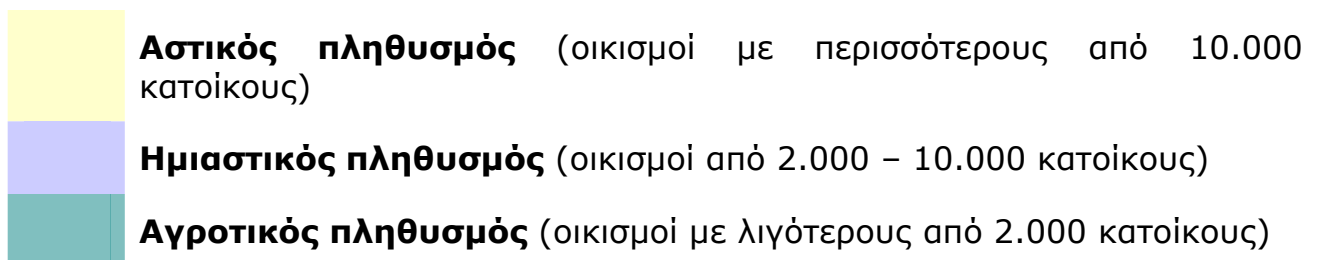 Αστικός πληθυσμός (οικισμοί με περισσότερους από 10.000
κατοίκους)
Ημιαστικός πληθυσμός (οικισμοί από 2.000 – 10.000 κατοίκους)
Αγροτικός πληθυσμός (οικισμοί με λιγότερους από 2.000 κατοίκους)